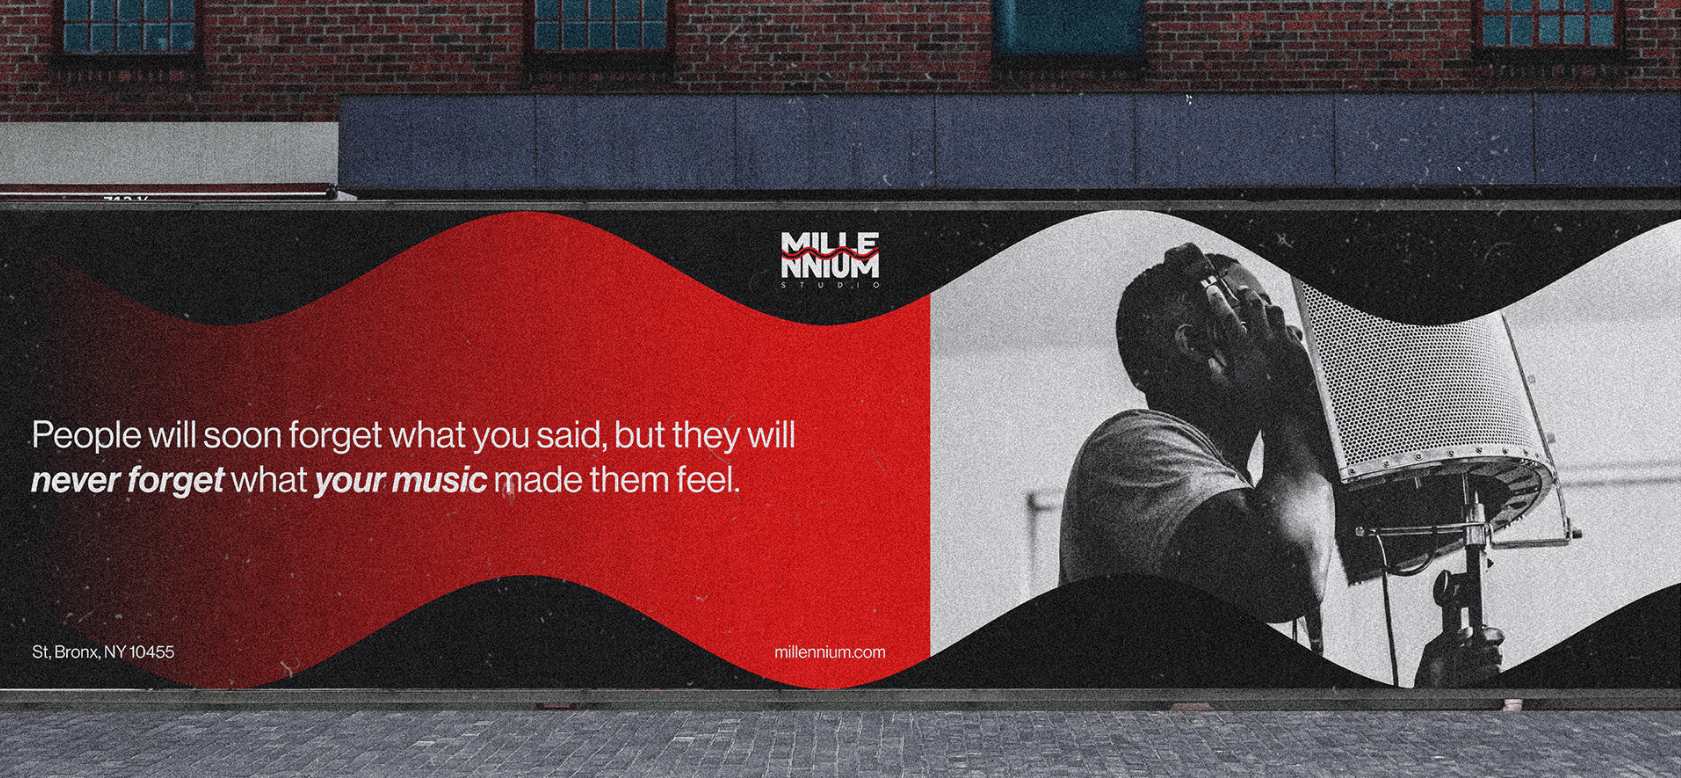 MILLE
NNIUM
STUDIO
People will soon forget what you said, but they will
never forget what your music made them feel.
St, Bronx, NY 10455
millennium.com